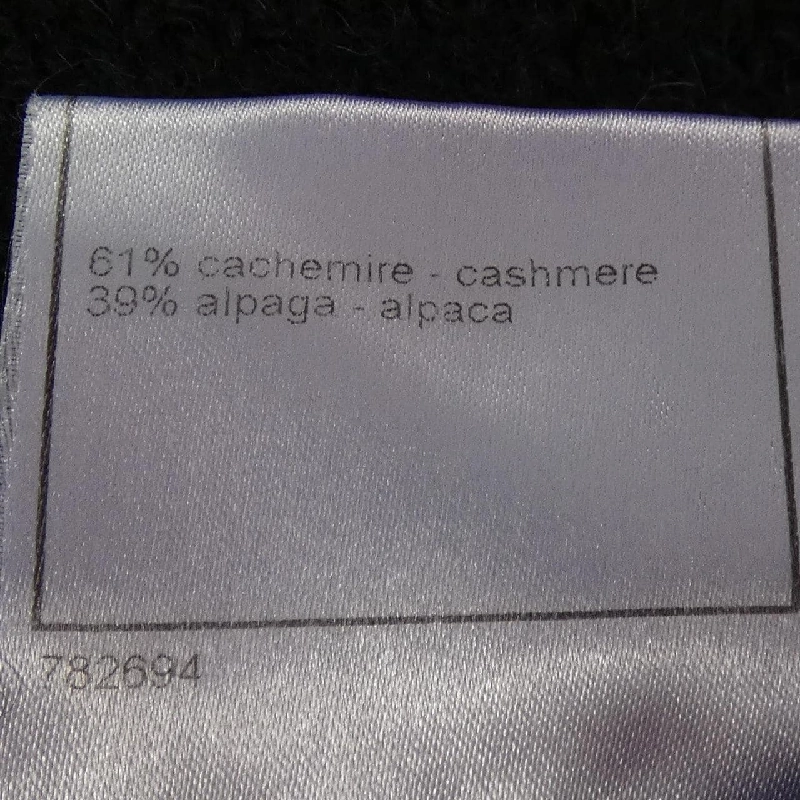 61% cachemire - cashmere
39% alpaga - alpaca
782694